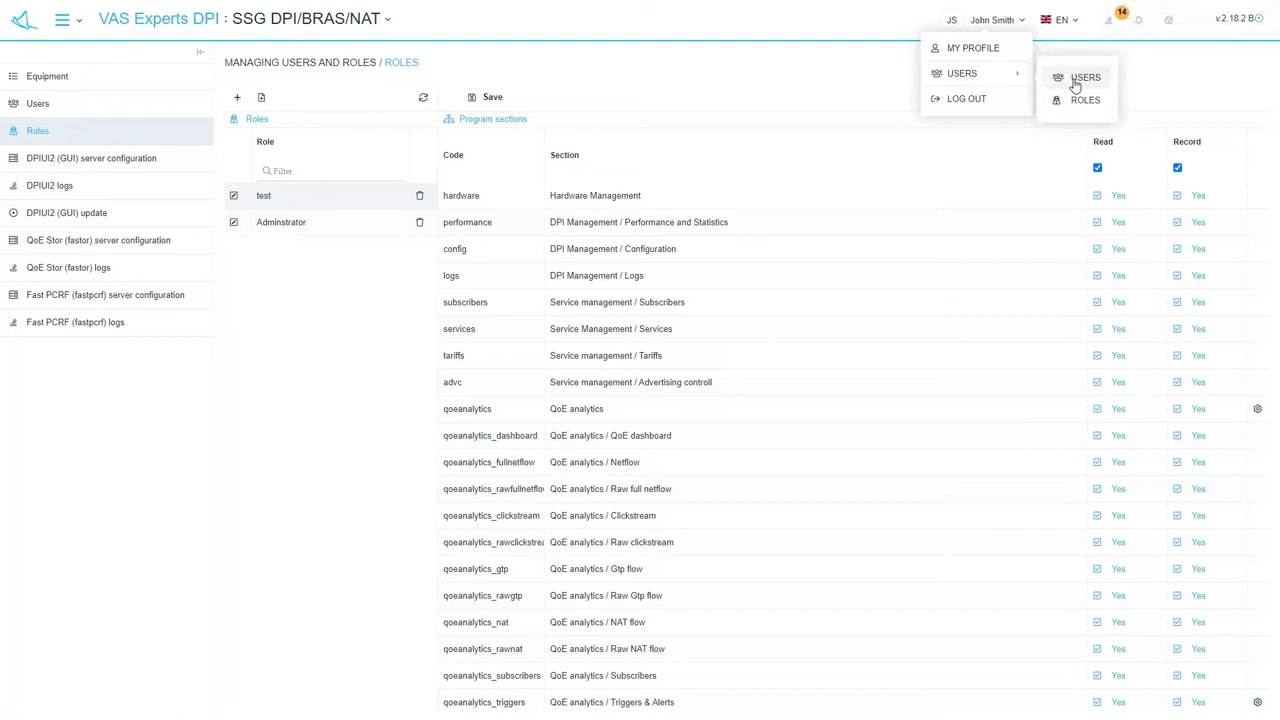 VAS Experts DPI : SSG DPI/BRAS/NAT
JS John Smith EN 14 v.2.18.2 B
MY PROFILE
USERS
LOG OUT
USERS
ROLES
Equipment
Users
Roles
DPIUI2 (GUI) server configuration
DPIUI2 logs
DPIUI2 (GUI) update
QoE Stor (fastor) server configuration
QoE Stor (fastor) logs
Fast PCRF (fastpcrf) server configuration
Fast PCRF (fastpcrf) logs
MANAGING USERS AND ROLES / ROLES
Save
Roles
Role
Filter
test
Adminstrator
Program sections
Code Section Read Record
hardware Hardware Management Yes Yes
performance DPI Management / Performance and Statistics Yes Yes
config DPI Management / Configuration Yes Yes
logs DPI Management / Logs Yes Yes
subscribers Service management / Subscribers Yes Yes
services Service Management / Services Yes Yes
tariffs Service management / Tariffs Yes Yes
advc Service management / Advertising controll Yes Yes
qoeanalytics QoE analytics Yes Yes
qoeanalytics_dashboard QoE analytics / QoE dashboard Yes Yes
qoeanalytics_fullnetflow QoE analytics / Netflow Yes Yes
qoeanalytics_rawfullnetflo QoE analytics / Raw full netflow Yes Yes
qoeanalytics_clickstream QoE analytics / Clickstream Yes Yes
qoeanalytics_rawclickstrea QoE analytics / Raw clickstream Yes Yes
qoeanalytics_gtp QoE analytics / Gtp flow Yes Yes
qoeanalytics_rawgtp QoE analytics / Raw Gtp flow Yes Yes
qoeanalytics_nat QoE analytics / NAT flow Yes Yes
qoeanalytics_rawnat QoE analytics / Raw NAT flow Yes Yes
qoeanalytics_subscribers QoE analytics / Subscribers Yes Yes
qoeanalytics_triggers QoE analytics / Triggers & Alerts Yes Yes